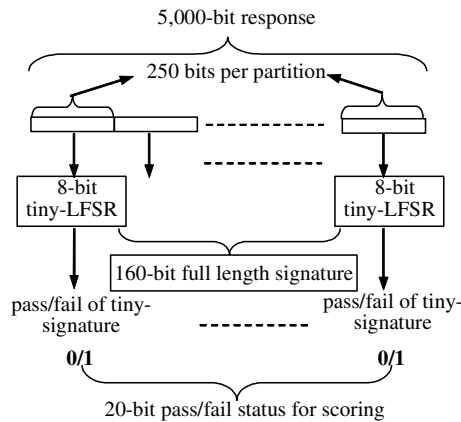 5,000-bit response
250 bits per partition
8-bit
tiny-LFSR
8-bit
tiny-LFSR
160-bit full length signature
pass/fail of tiny-
signature
pass/fail of tiny-
signature
0/1
0/1
20-bit pass/fail status for scoring